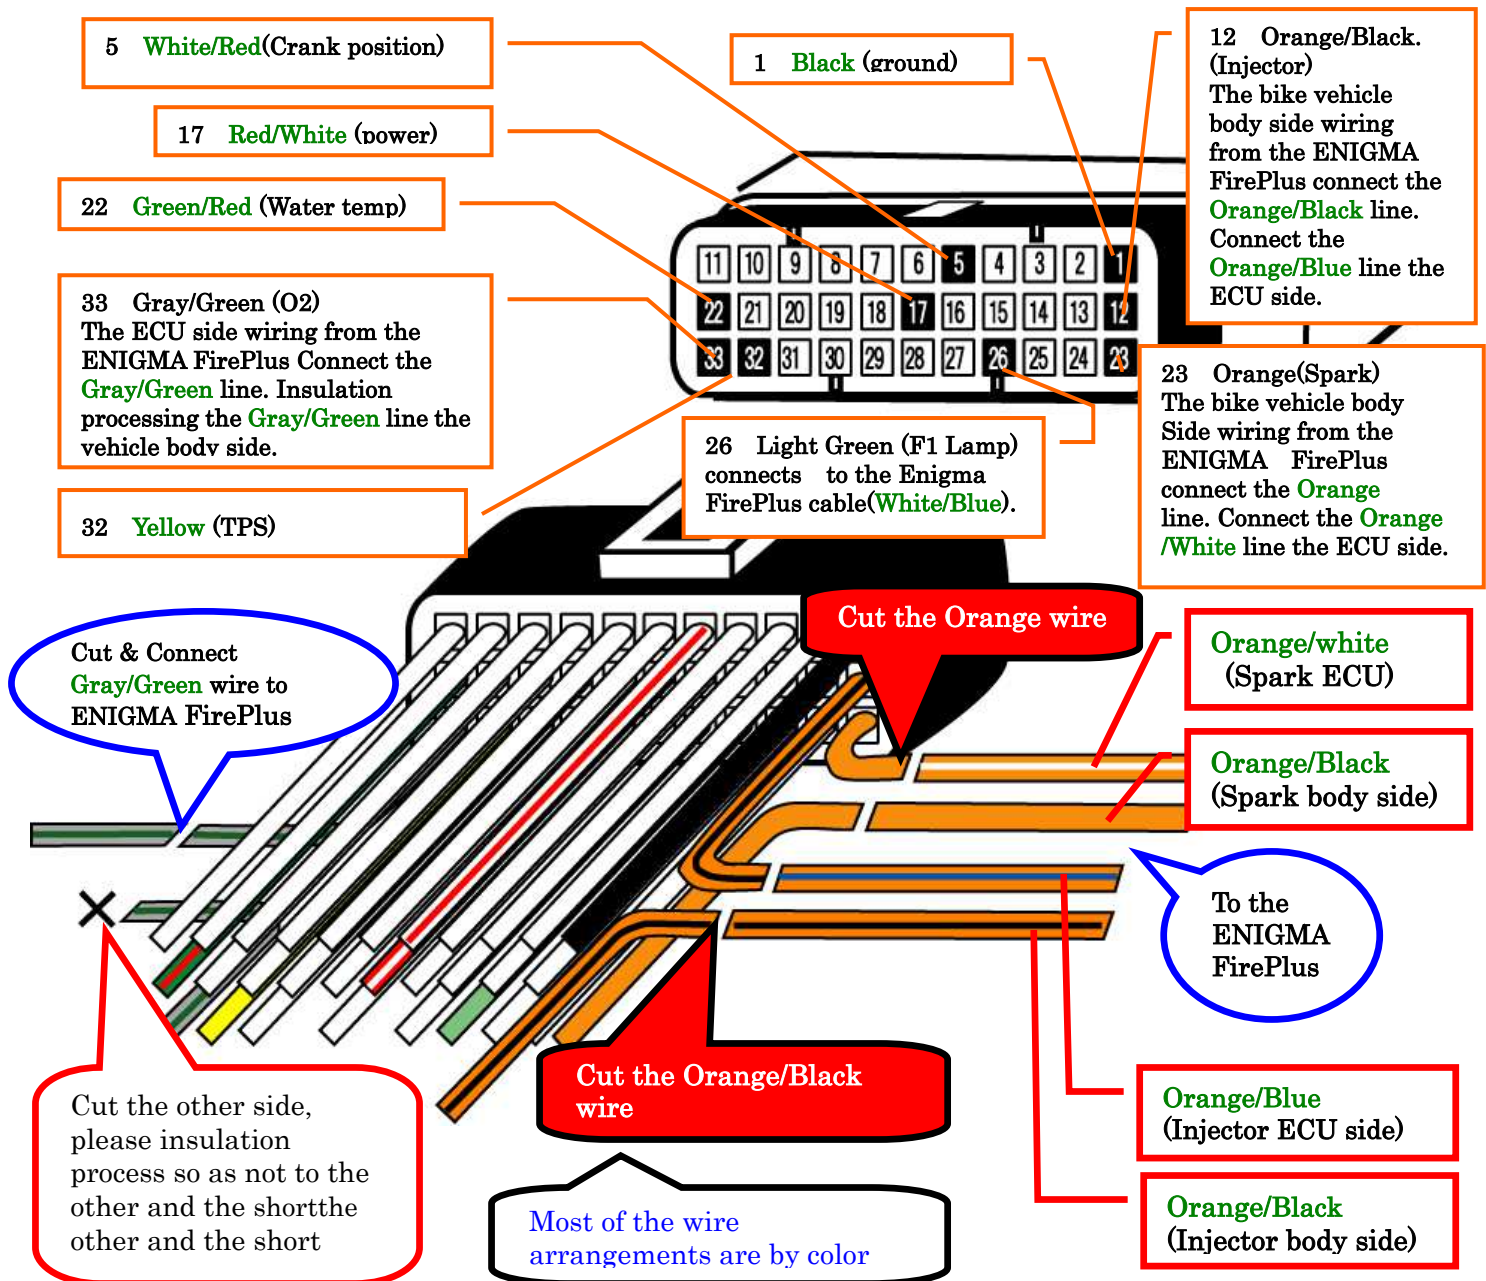 5 White/Red(Crank position)
1 Black (ground)
17 Red/White (power)
22 Green/Red (Water temp)
33 Gray/Green (O2)
The ECU side wiring from the
ENIGMA FirePlus Connect the
Gray/Green line. Insulation
processing the Gray/Green line the
vehicle body side.
32 Yellow (TPS)
12 Orange/Black.
(Injector)
The bike vehicle
body side wiring
from the ENIGMA
FirePlus connect the
Orange/Black line.
Connect the
Orange/Blue line the
ECU side.
11 10 9 8 7 6 5 4 3 2 1
22 21 20 19 18 17 16 15 14 13 12
33 32 31 30 29 28 27 26 25 24 23
26 Light Green (F1 Lamp)
connects to the Enigma
FirePlus cable(White/Blue).
23 Orange(Spark)
The bike vehicle body
Side wiring from the
ENIGMA FirePlus
connect the Orange
line. Connect the Orange
/White line the ECU side.
Cut & Connect
Gray/Green wire to
ENIGMA FirePlus
Cut the Orange wire
Orange/white
(Spark ECU)
Orange/Black
(Spark body side)
To the
ENIGMA
FirePlus
Cut the Orange/Black
wire
Cut the other side,
please insulation
process so as not to the
other and the shortthe
other and the short
Most of the wire
arrangements are by color
Orange/Blue
(Injector ECU side)
Orange/Black
(Injector body side)